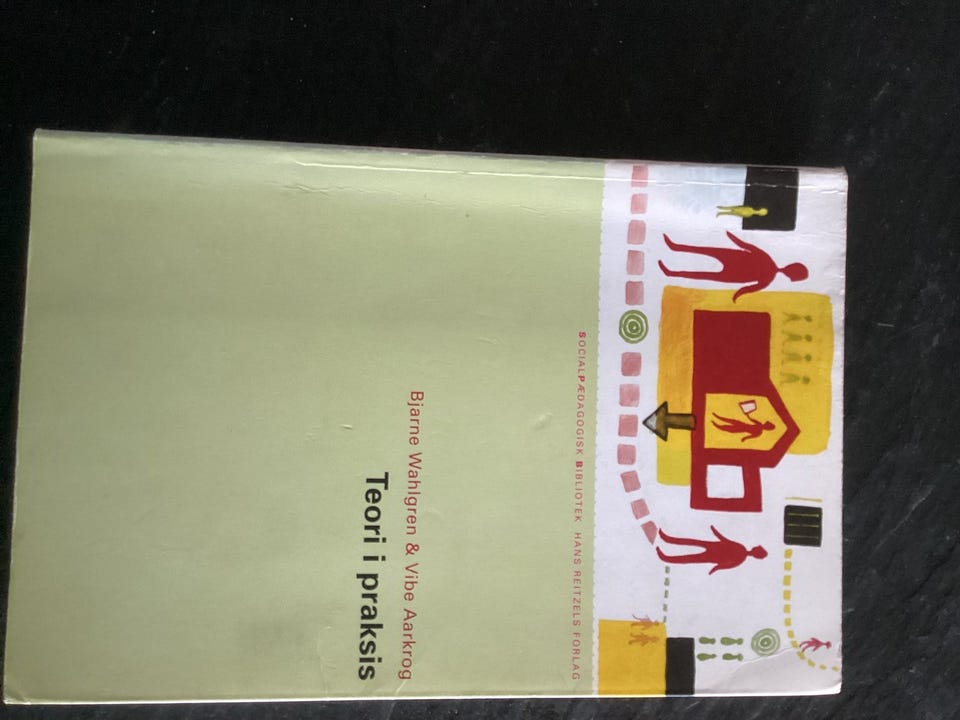 SOCIALPÆDAGOGISK BIBLIOTEK HANS REITZELS FORLAG
Bjarne Wahlgren & Vibe Aarkrog
Teori i praksis